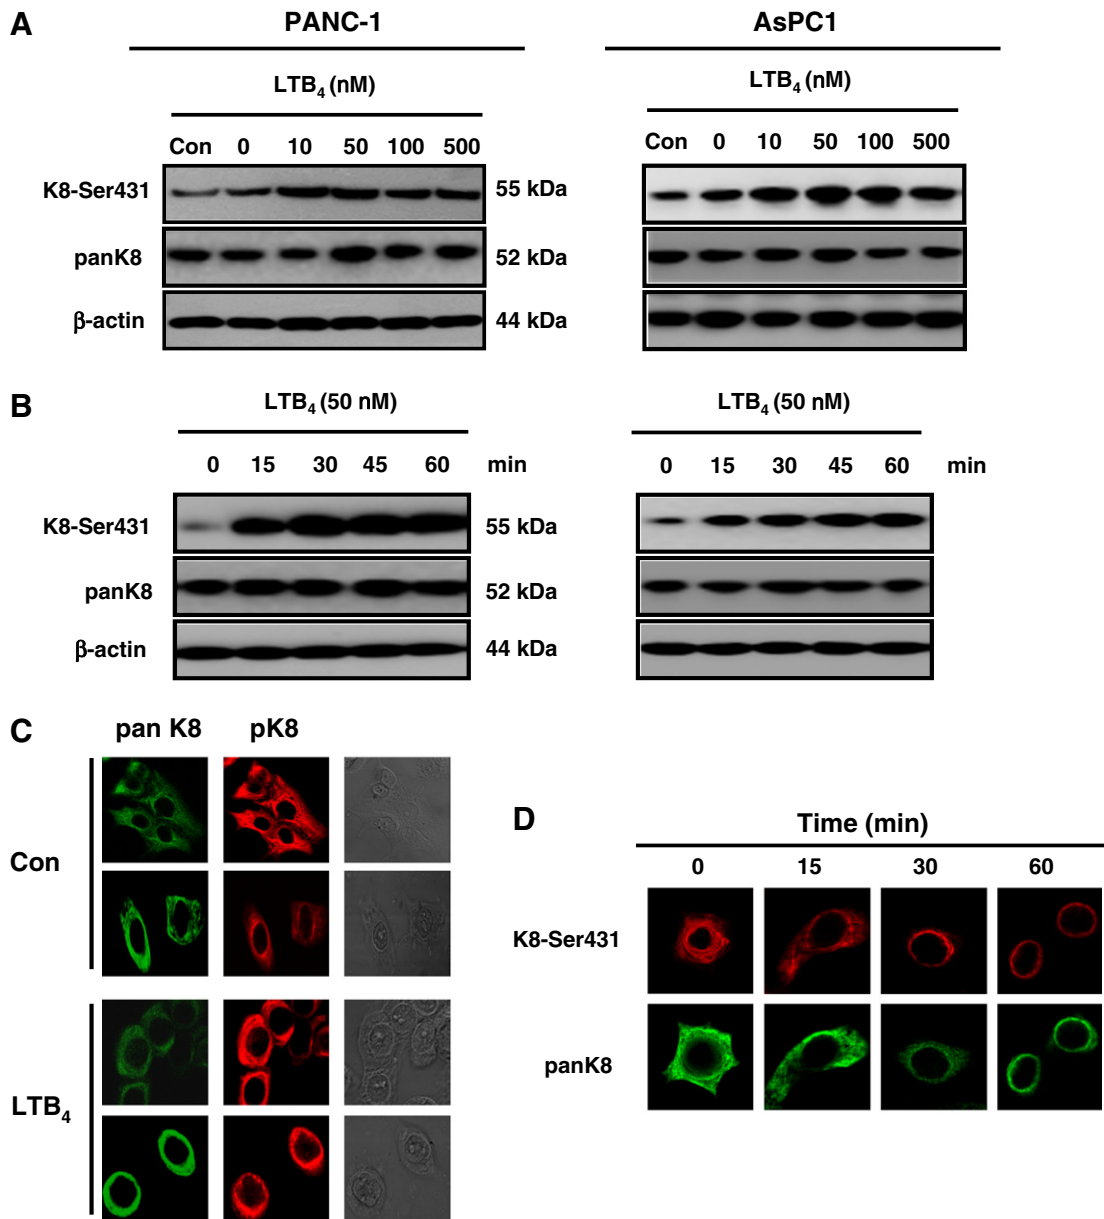 A
PANC-1
AsPC1
LTB4 (nM)
LTB4 (nM)
Con 0 10 50 100 500
Con 0 10 50 100 500
K8-Ser431
55 kDa
panK8
52 kDa
β-actin
44 kDa
B
LTB4 (50 nM)
LTB4 (50 nM)
0 15 30 45 60 min
0 15 30 45 60 min
K8-Ser431
55 kDa
panK8
52 kDa
β-actin
44 kDa
C
pan K8
pK8
Con
LTB4
D
Time (min)
0 15 30 60
K8-Ser431
panK8